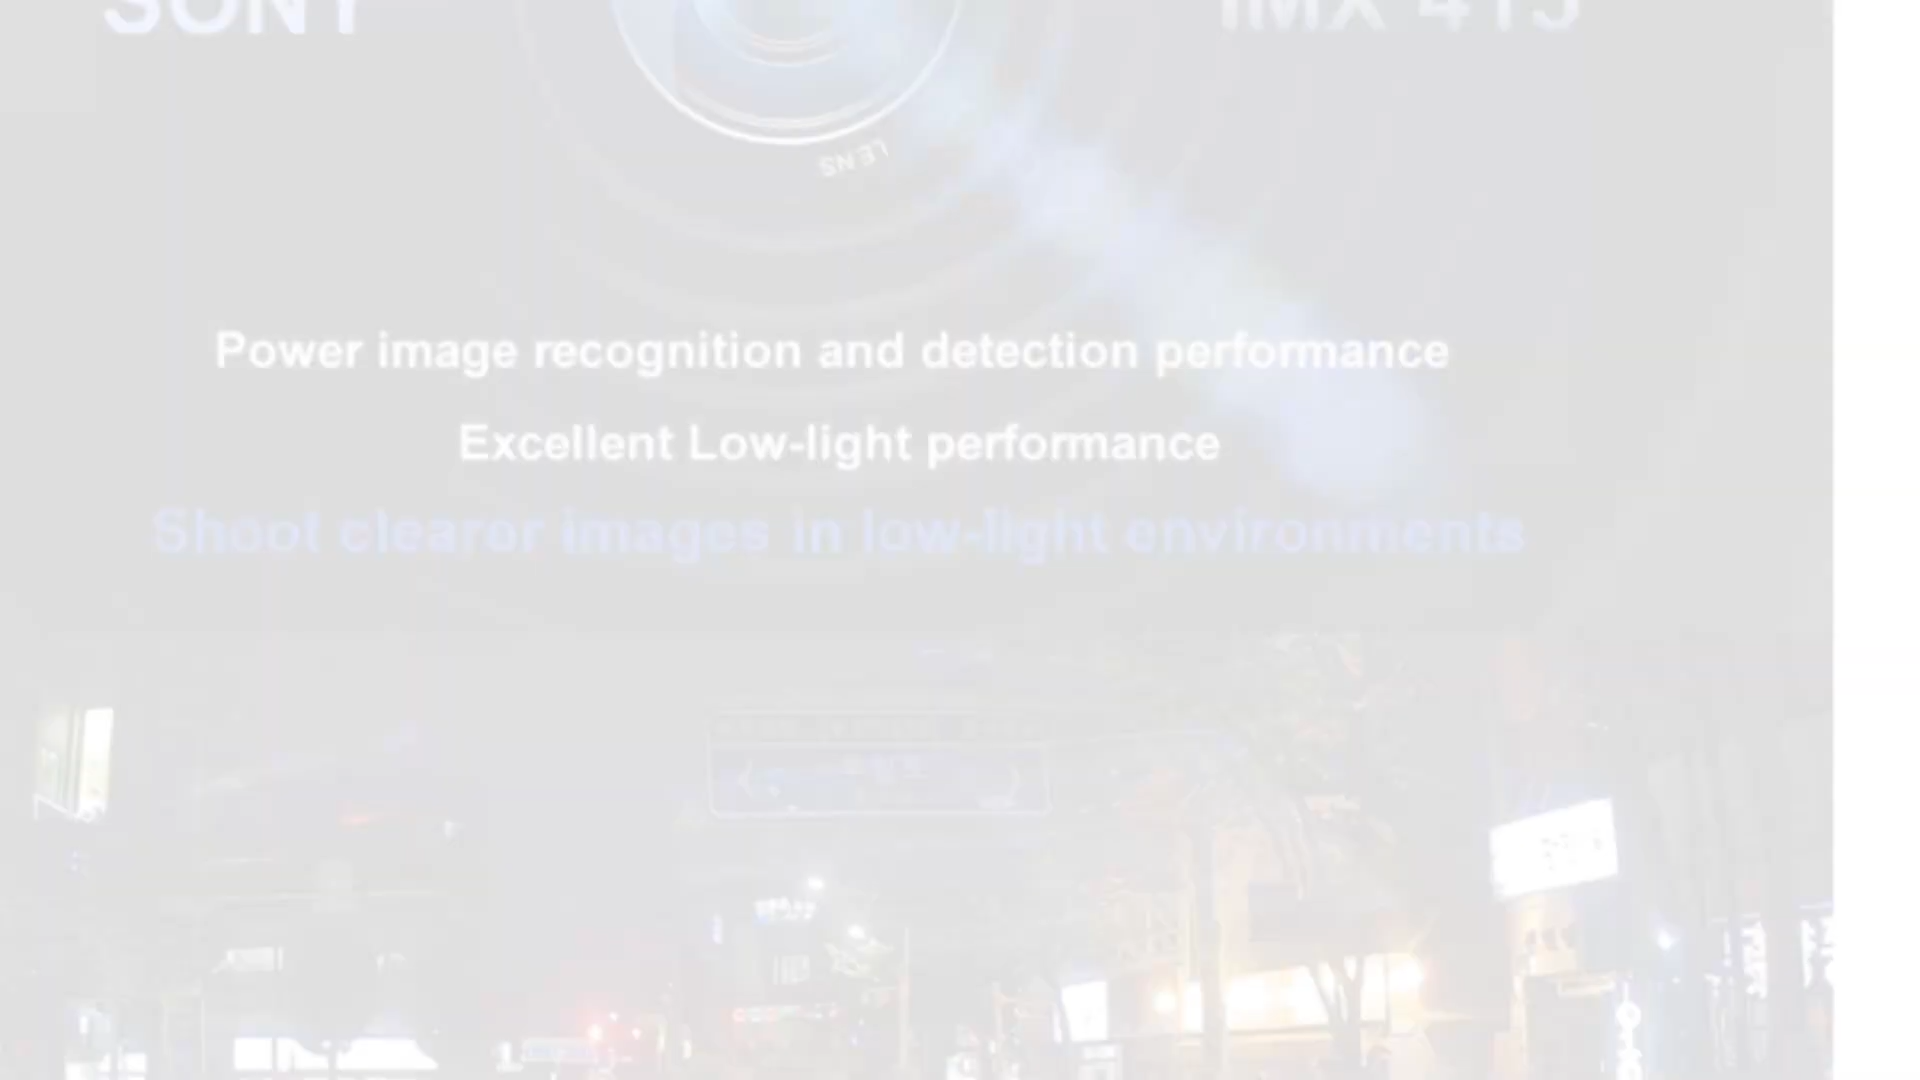 SONY
IMX 415
LENS
Power image recognition and detection performance
Excellent Low-light performance
Shoot clearer images in low-light environments